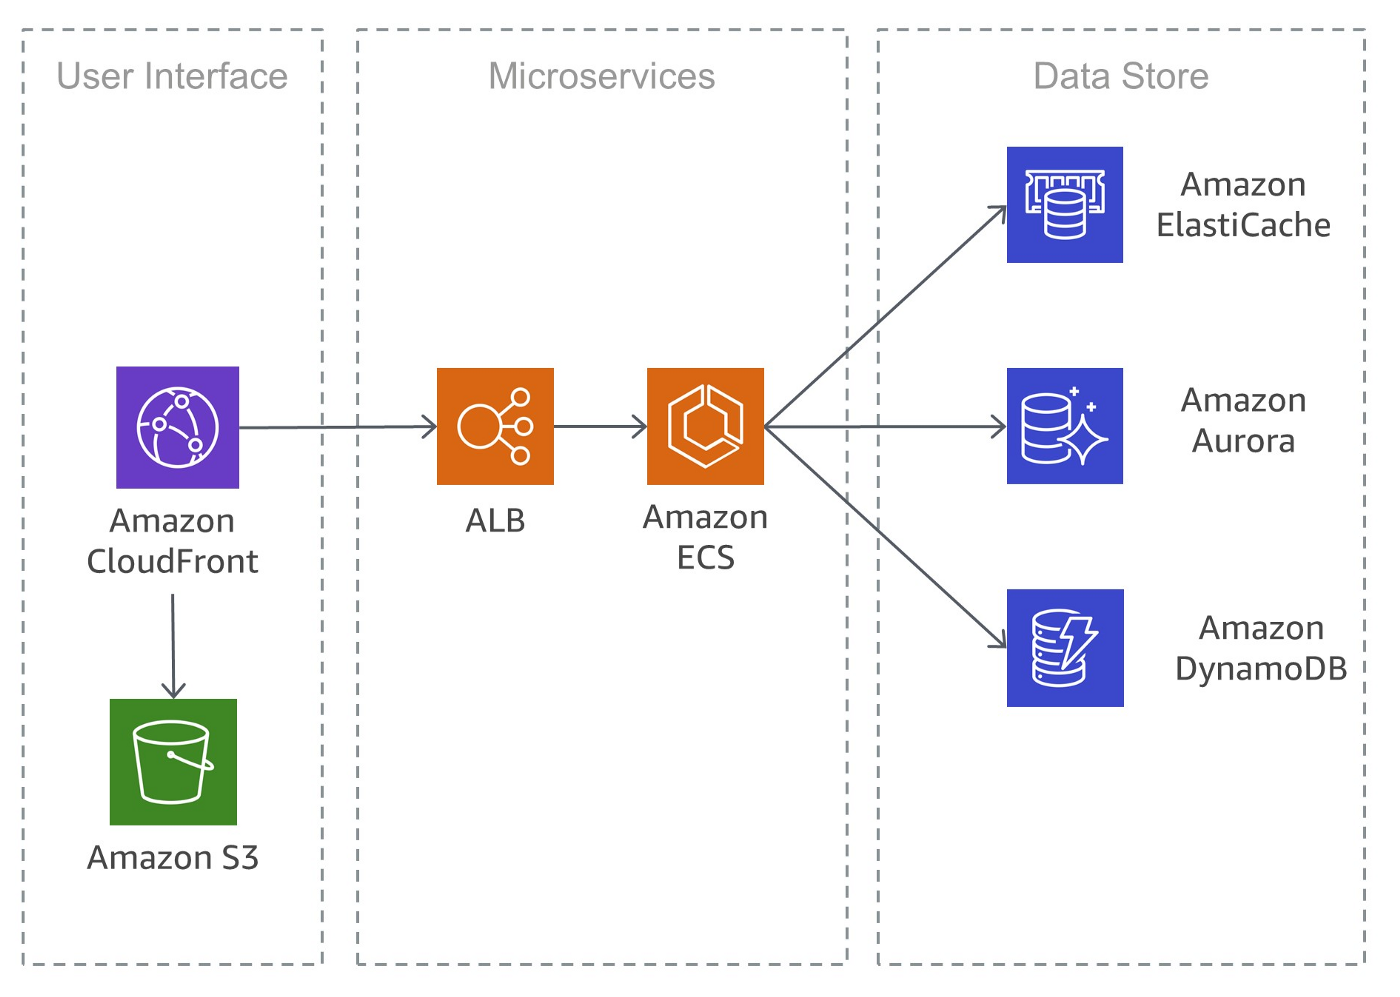 User Interface
Microservices
Data Store
Amazon
ElastiCache
Amazon
CloudFront
ALB
Amazon
ECS
Amazon
Aurora
Amazon
DynamoDB
Amazon S3